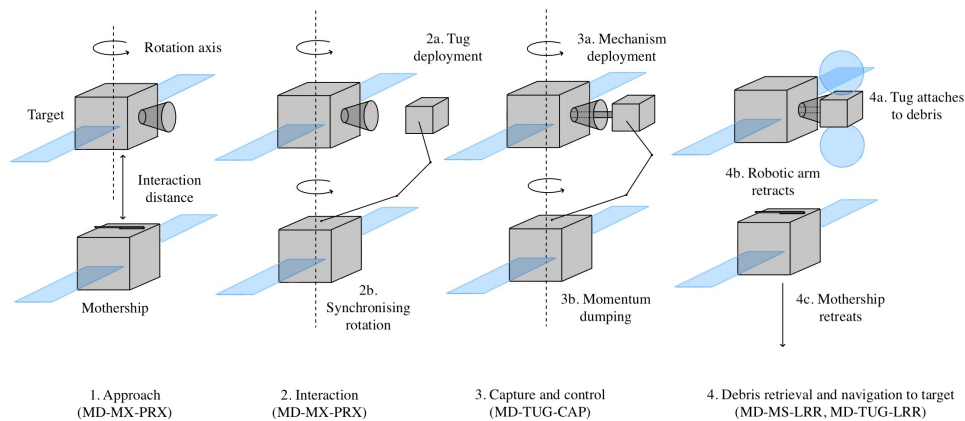 Rotation axis
Target
Interaction
distance
Mothership
1. Approach
(MD-MX-PRX)
2a. Tug
deployment
2b.
Synchronising
rotation
2. Interaction
(MD-MX-PRX)
3a. Mechanism
deployment
3b. Momentum
dumping
3. Capture and control
(MD-TUG-CAP)
4a. Tug attaches
to debris
4b. Robotic arm
retracts
4c. Mothership
retreats
4. Debris retrieval and navigation to target
(MD-MS-LRR, MD-TUG-LRR)